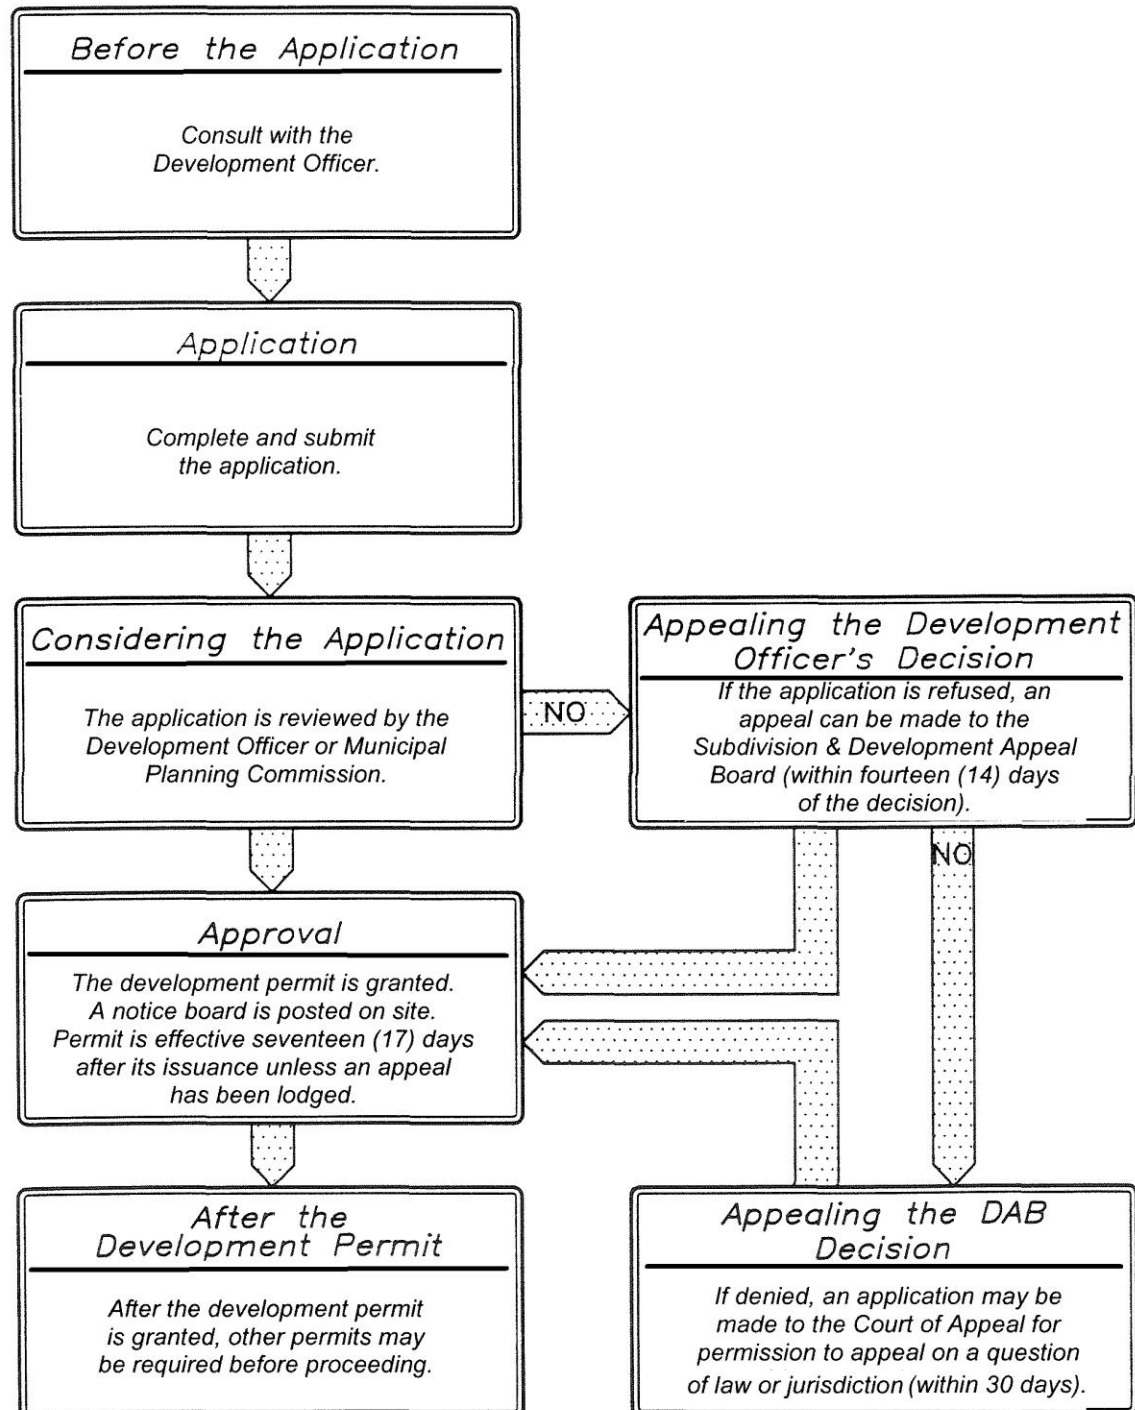 Before the Application
Consult with the
Development Officer.
Application
Complete and submit
the application.
Considering the Application
The application is reviewed by the
Development Officer or Municipal
Planning Commission.
NO
Appealing the Development
Officer's Decision
If the application is refused, an
appeal can be made to the
Subdivision & Development Appeal
Board (within fourteen (14) days
of the decision).
NO
Approval
The development permit is granted.
A notice board is posted on site.
Permit is effective seventeen (17) days
after its issuance unless an appeal
has been lodged.
After the
Development Permit
After the development permit
is granted, other permits may
be required before proceeding.
Appealing the DAB
Decision
If denied, an application may be
made to the Court of Appeal for
permission to appeal on a question
of law or jurisdiction (within 30 days).